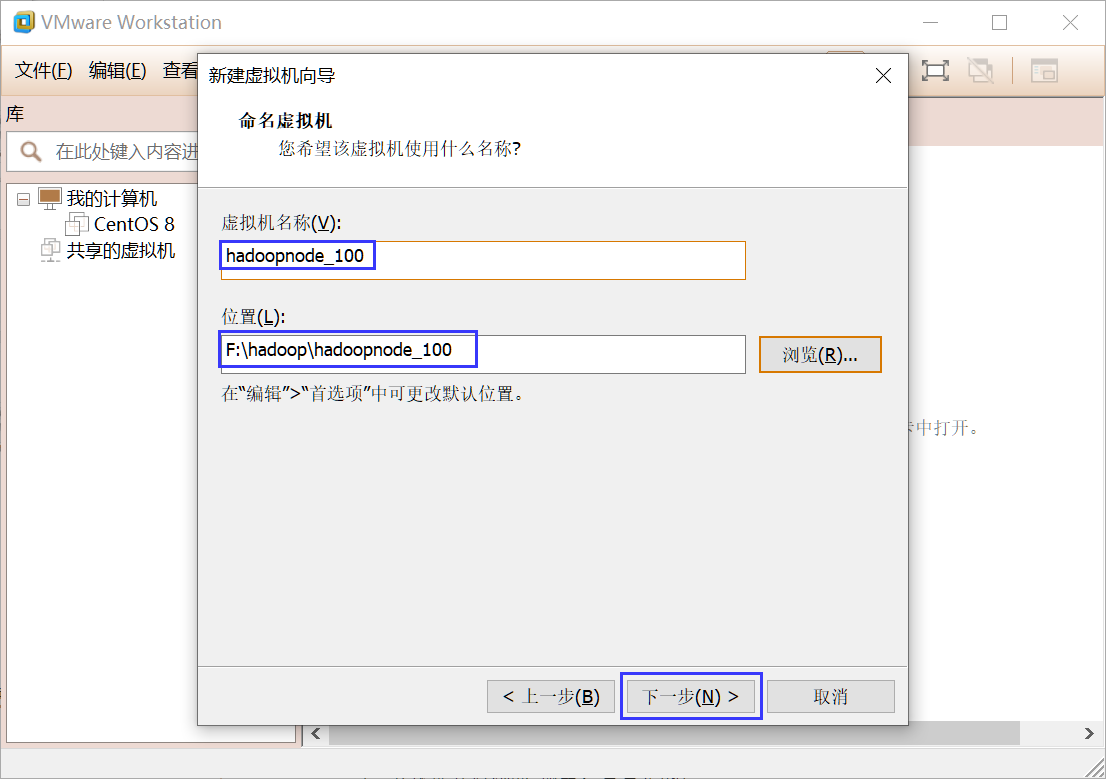 VMware Workstation
文件(F) 编辑(E) 查看
库
在此处键入内容进
我的计算机
CentOS 8
共享的虚拟机
新建虚拟机向导
命名虚拟机
您希望该虚拟机使用什么名称?
虚拟机名称(V):
hadoopnode_100
位置(L):
F:\hadoop\hadoopnode_100
浏览(R)...
在“编辑”>“首选项”中可更改默认位置。
中打开。
< 上一步(B)
下一步(N) >
取消